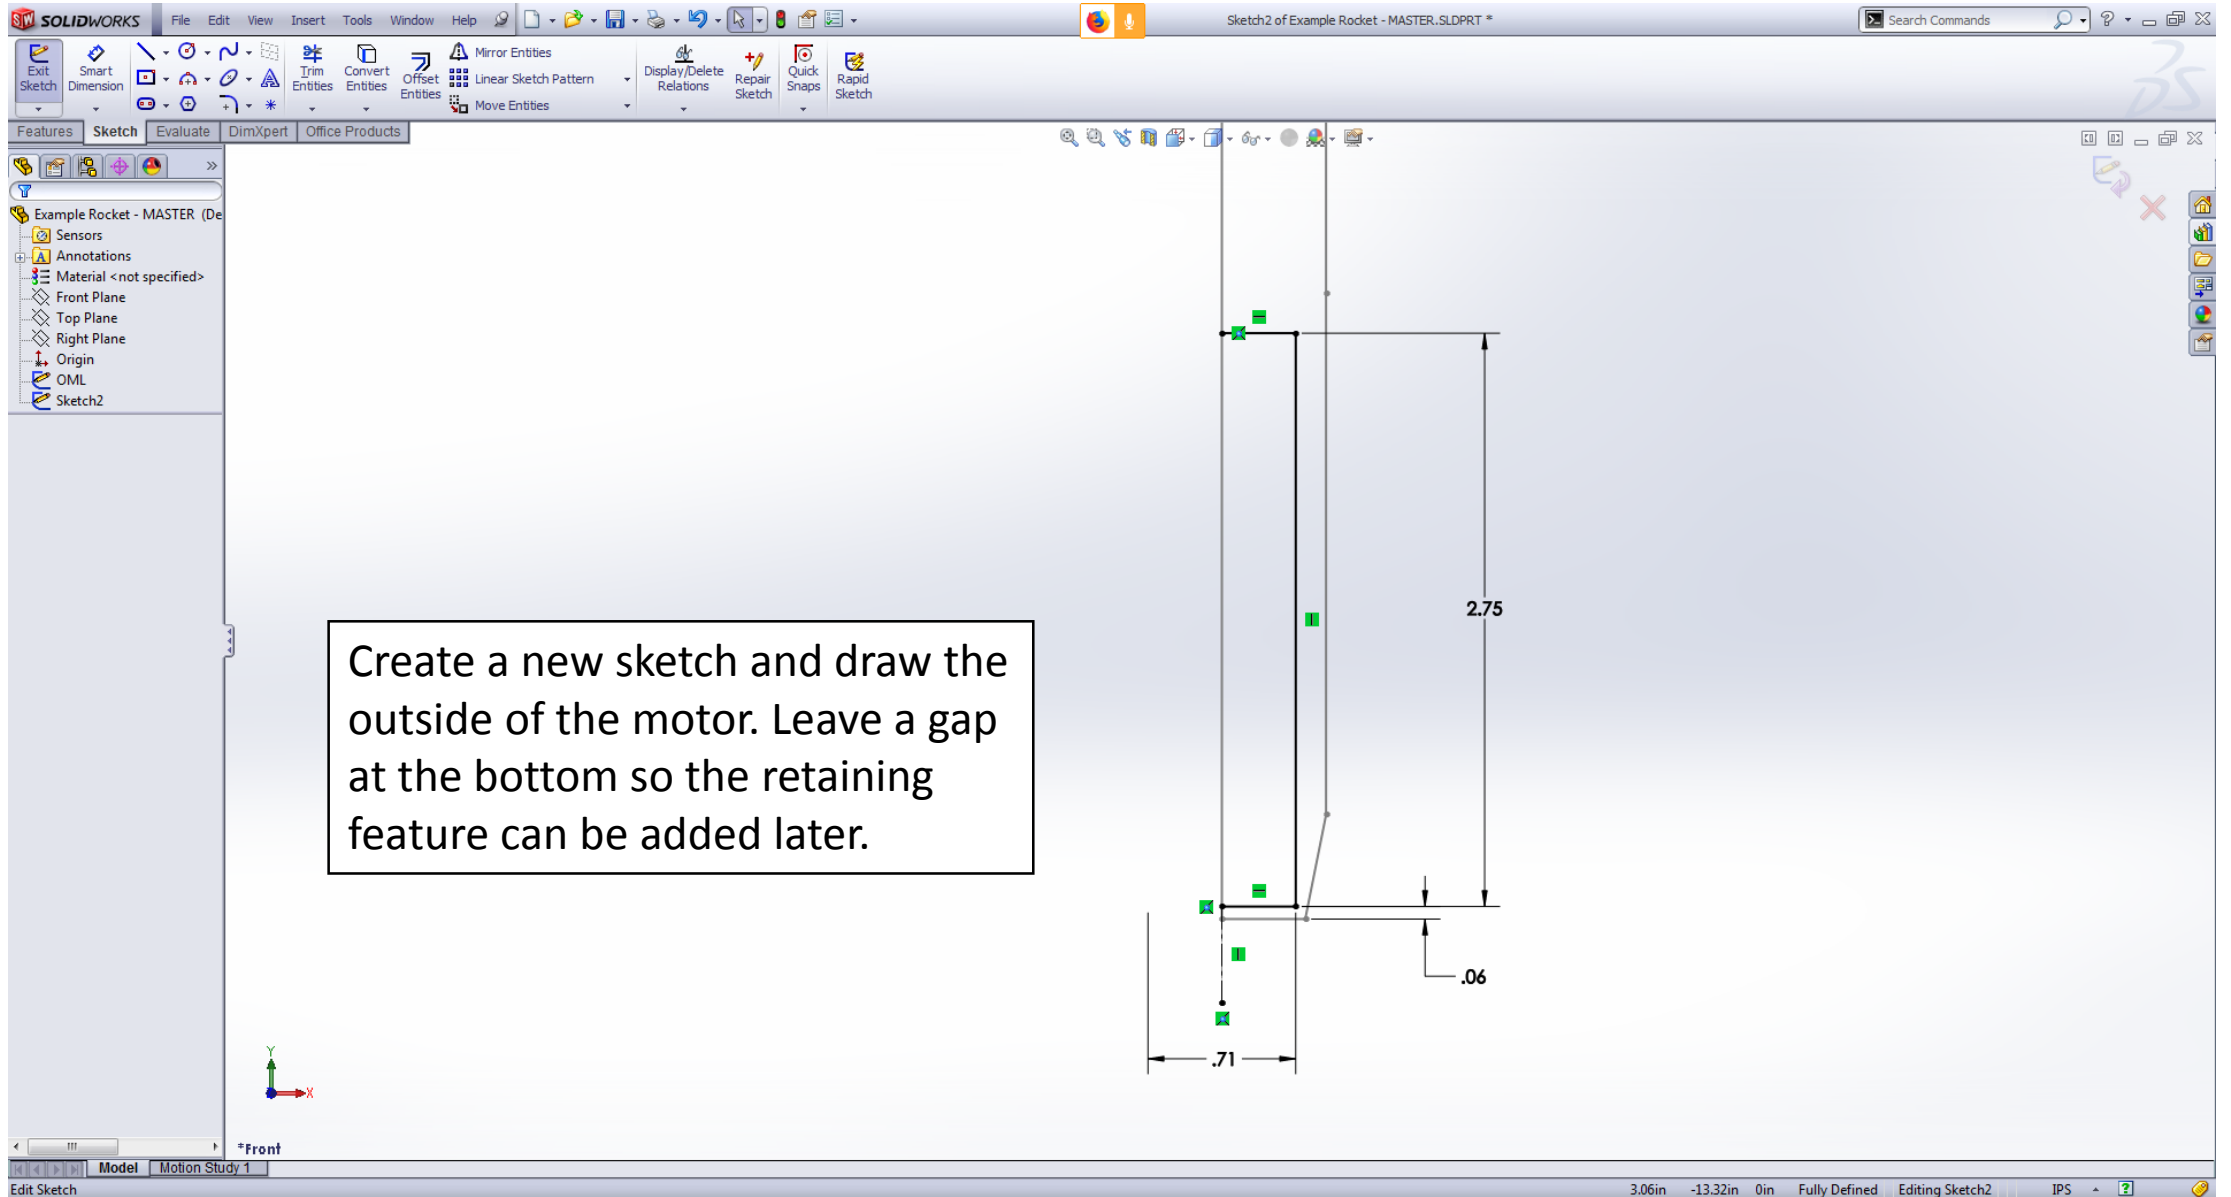 SOLIDWORKS File Edit View Insert Tools Window Help Sketch2 of Example Rocket - MASTER.SLDPRT * Search Commands
Exit Sketch Smart Dimension Trim Entities Convert Entities Offset Entities Mirror Entities Display/Delete Relations Repair Sketch Quick Snaps Rapid Sketch
Linear Sketch Pattern
Move Entities
Features Sketch Evaluate DimXpert Office Products
Example Rocket - MASTER (De
Sensors
Annotations
Material <not specified>
Front Plane
Top Plane
Right Plane
Origin
OML
Sketch2
2.75
Create a new sketch and draw the
outside of the motor. Leave a gap
at the bottom so the retaining
feature can be added later.
.06
.71
Y
X
*Front
Model Motion Study 1
Edit Sketch 3.06in -13.32in 0in Fully Defined Editing Sketch2 IPS